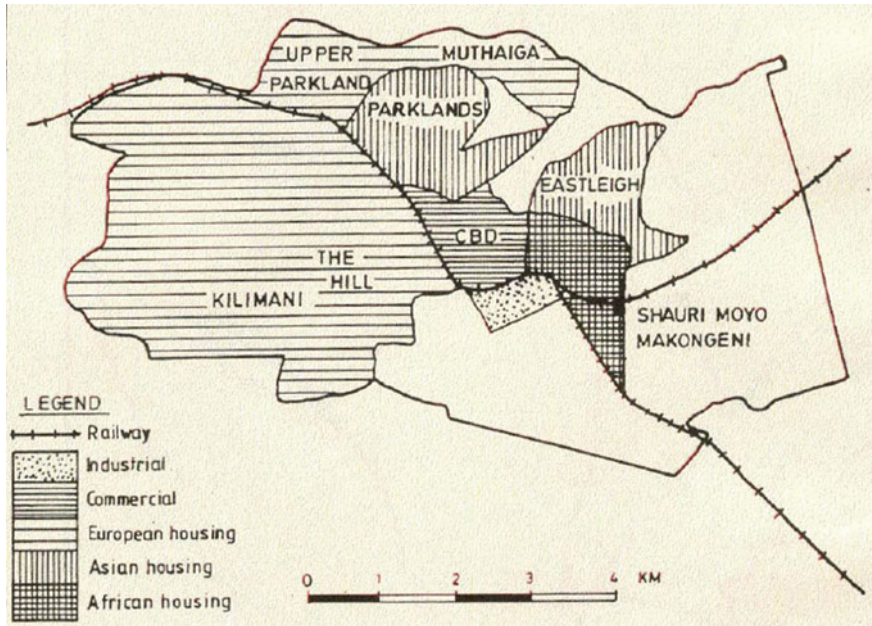 UPPER MUTHAIGA
PARKLAND
PARKLANDS
EASTLEIGH
CBD
THE
HILL
KILIMANI
SHAURI MOYO
MAKONGENI
LEGEND
Railway
Industrial
Commercial
European housing
Asian housing
African housing
0 1 2 3 4 KM